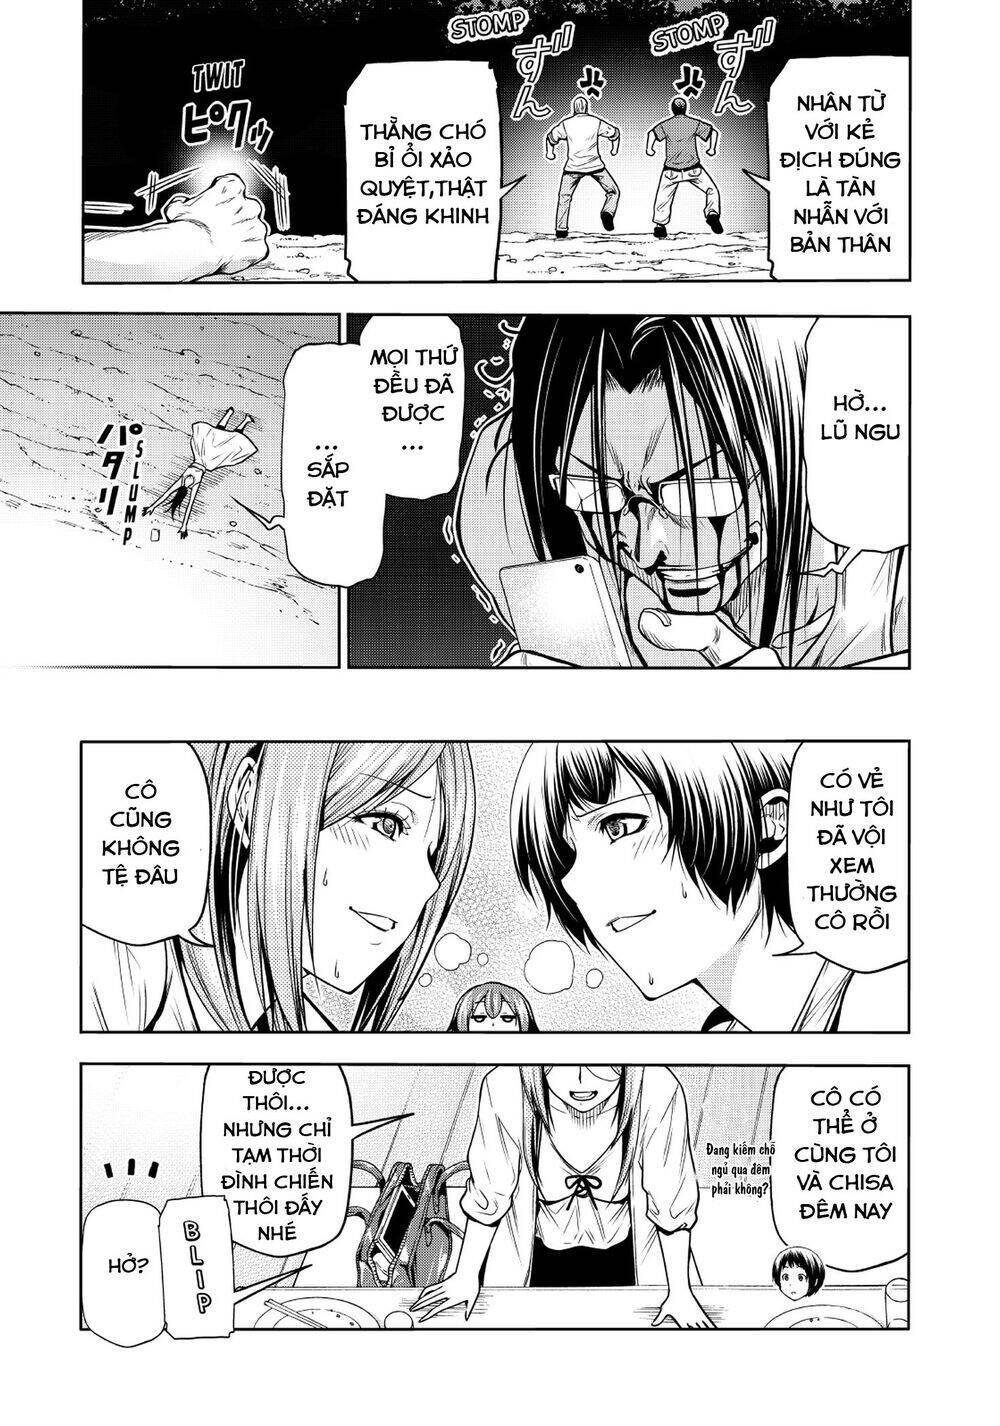 NHÂN TỪ
VỚI KẺ
ĐỊCH ĐÚNG
LÀ TÀN
NHẪN VỚI
BẢN THÂN
STOMP
ずン
STOMP
ずン
THẰNG CHÓ
BỈ ỔI XẢO
QUYỆT,THẬT
ĐÁNG KHINH
TWIT
ピクッ
HỜ...
LŨ NGU
MỌI THỨ
ĐỀU ĐÃ
ĐƯỢC
...
...
SẮP
ĐẶT
SLUMP
パタリ
CÓ VẺ
NHƯ TÔI
ĐÃ VỘI
XEM
THƯỜNG
CÔ RỒI
CÔ
CŨNG
KHÔNG
TỆ ĐÂU
CÔ CÓ
THỂ Ở
CÙNG TÔI
VÀ CHISA
ĐÊM NAY
Đang kiếm chỗ
ngủ qua đêm
phải không?
ĐƯỢC
THÔI...
NHƯNG CHỈ
TẠM THỜI
ĐÌNH CHIẾN
THÔI ĐẤY
NHÉ
BLIP
HỞ?